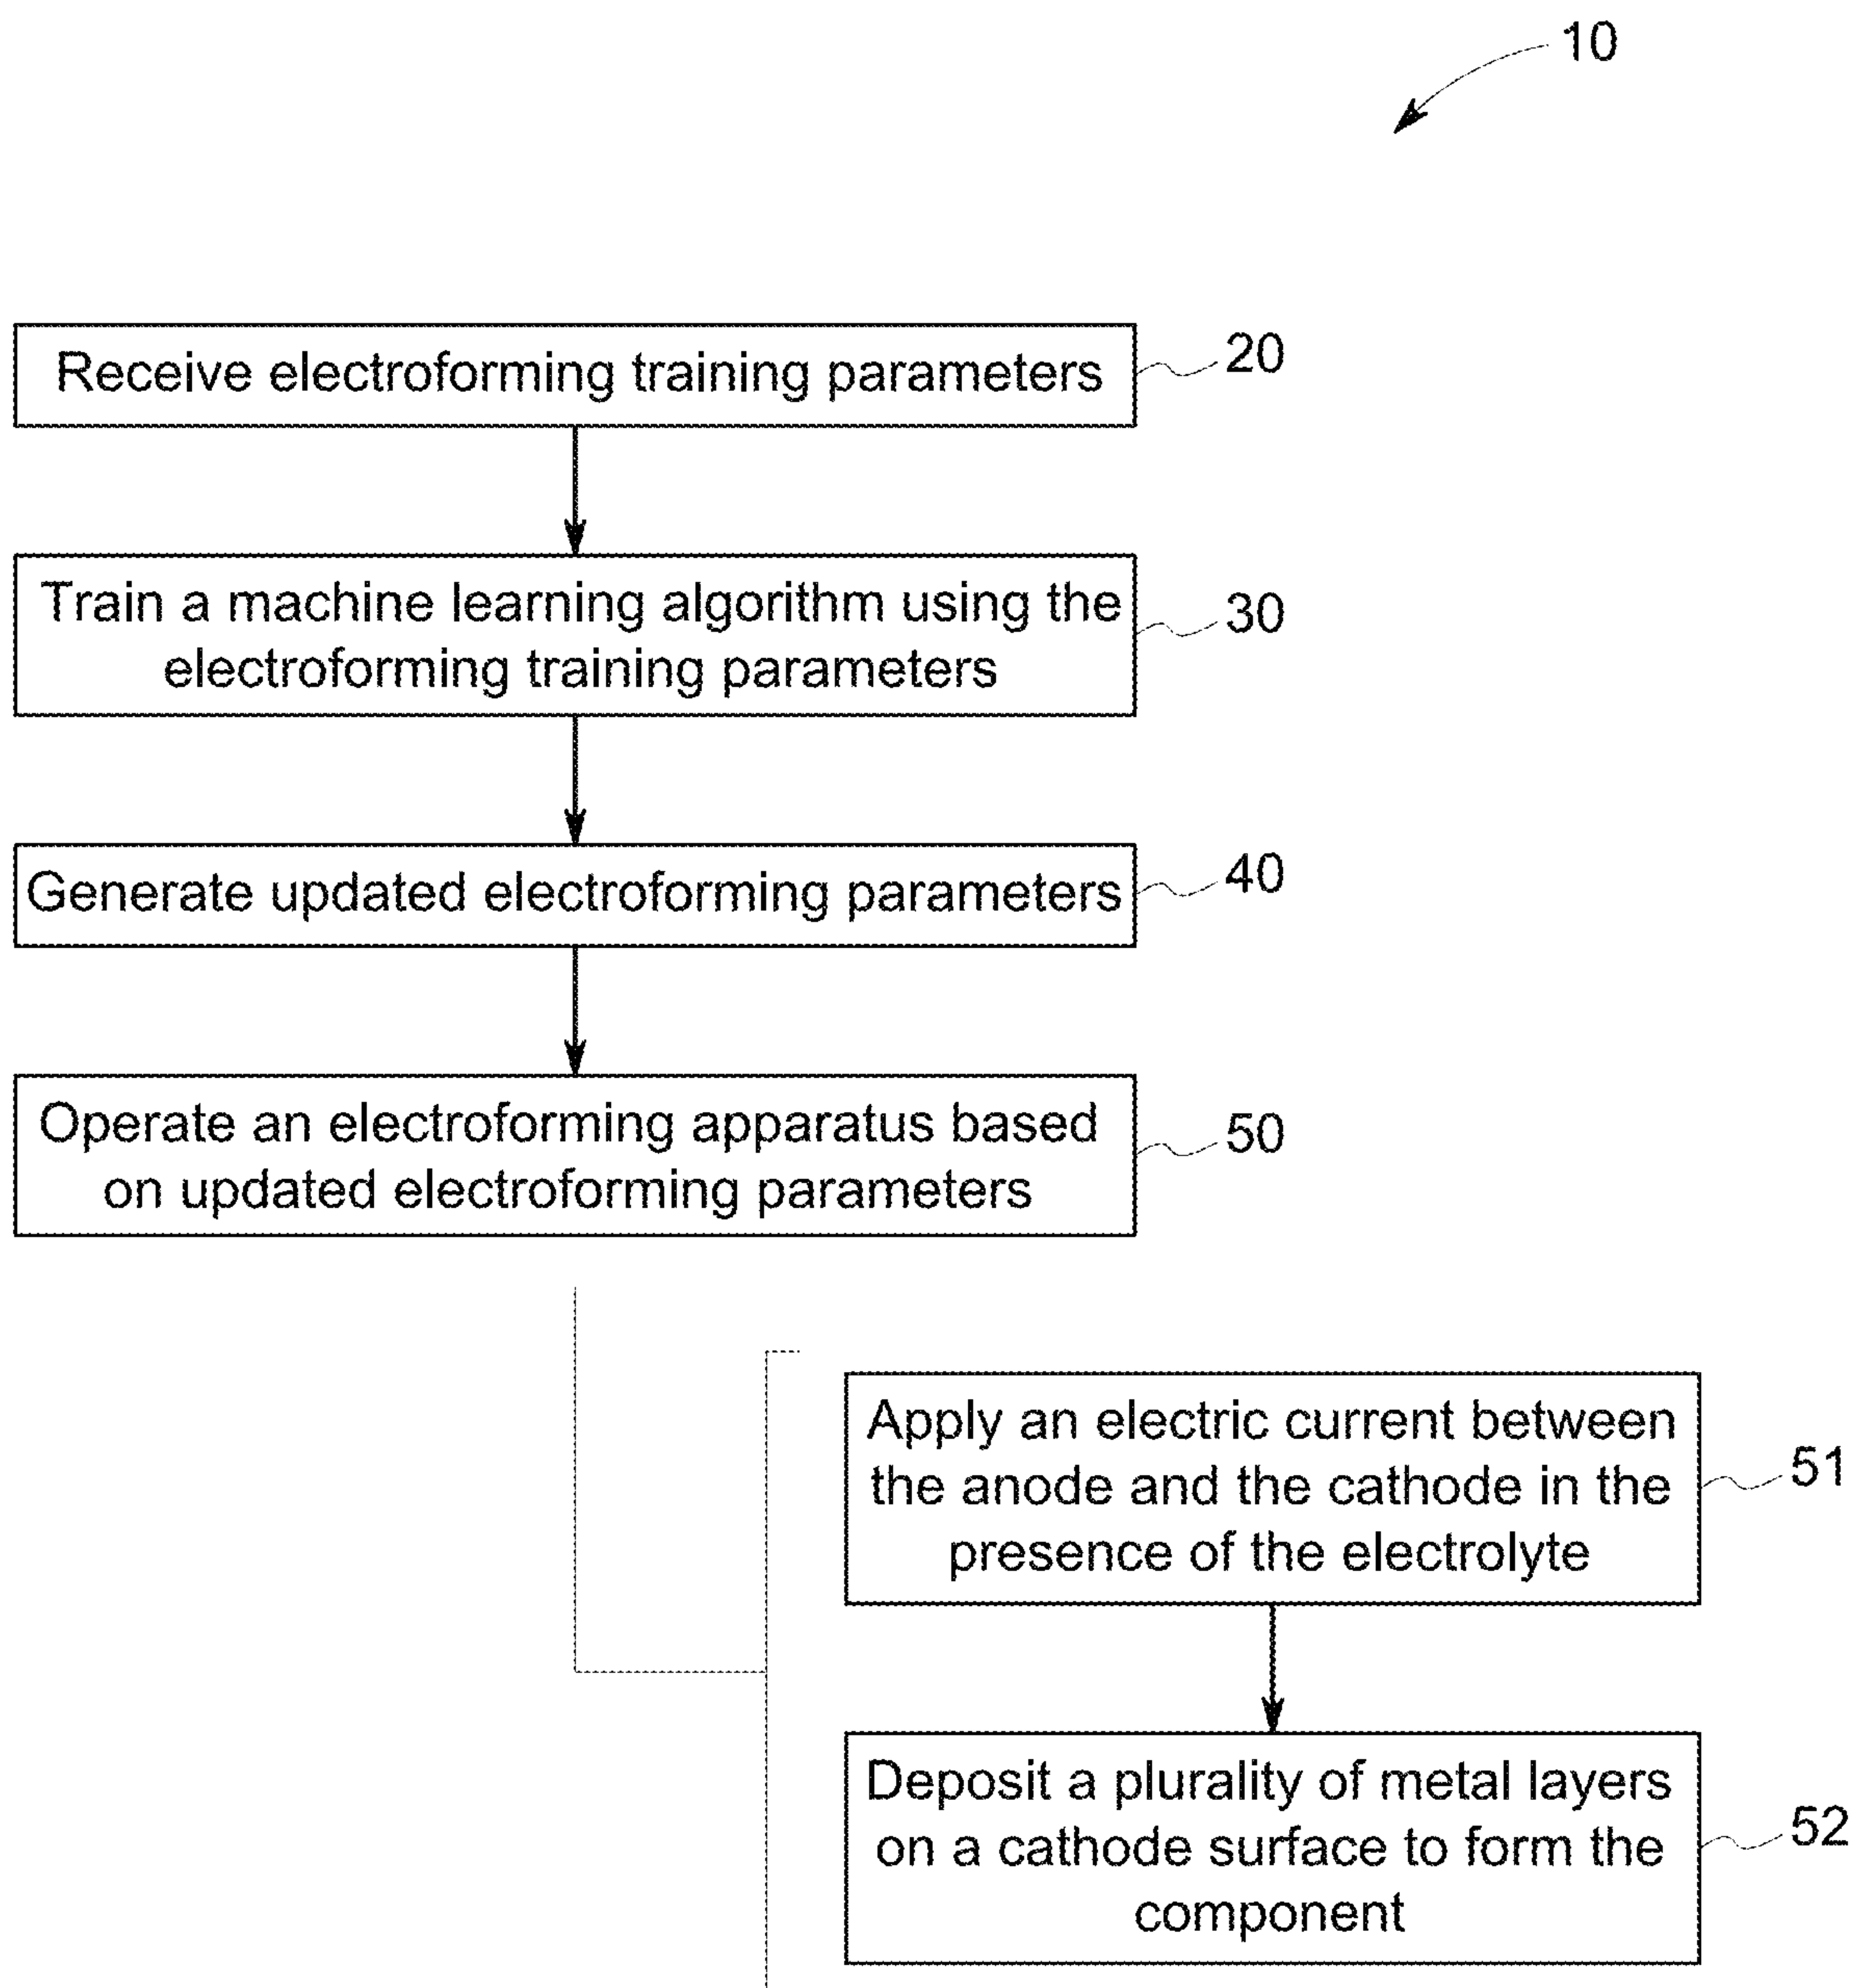 10
Receive electroforming training parameters
20
Train a machine learning algorithm using the
electroforming training parameters
30
Generate updated electroforming parameters
40
Operate an electroforming apparatus based
on updated electroforming parameters
50
Apply an electric current between
the anode and the cathode in the
presence of the electrolyte
51
Deposit a plurality of metal layers
on a cathode surface to form the
component
52